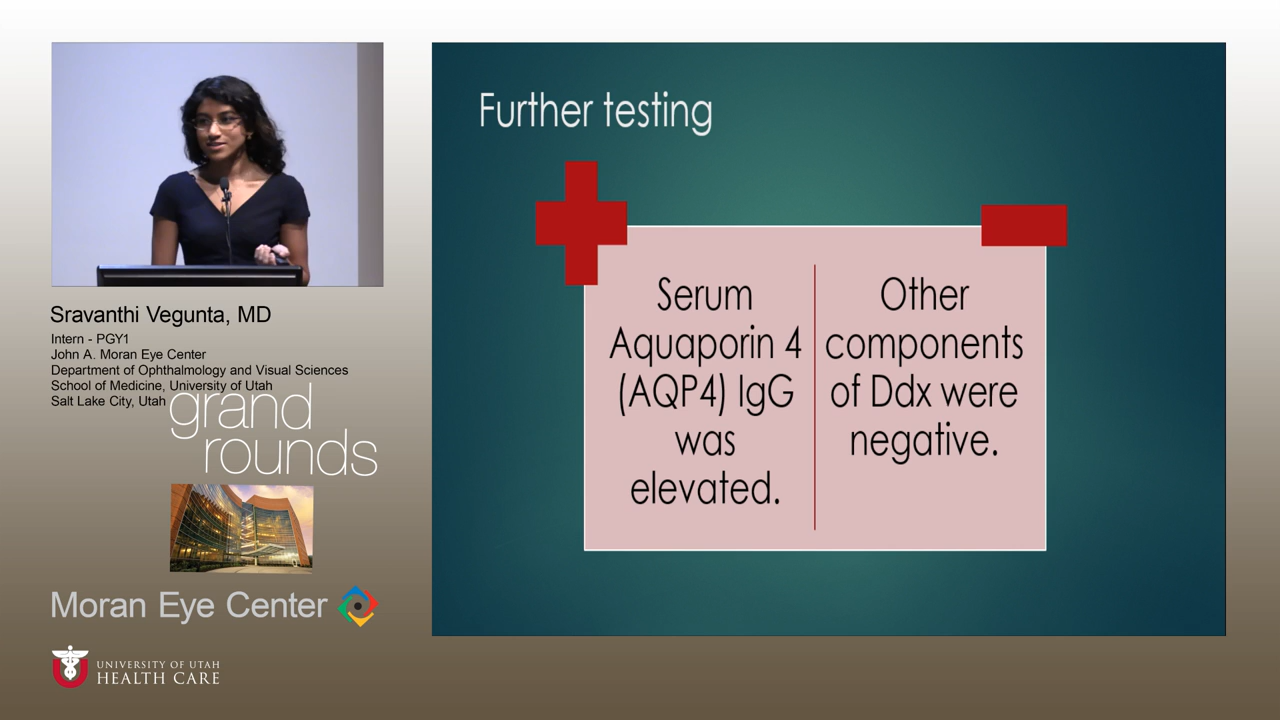 Sravanthi Vegunta, MD
Intern - PGY1
John A. Moran Eye Center
Department of Ophthalmology and Visual Sciences
School of Medicine, University of Utah
Salt Lake City, Utah
grand
rounds
Moran Eye Center
UNIVERSITY OF UTAH
HEALTH CARE
Further testing
Serum
Aquaporin 4
(AQP4) IgG
was
elevated.
Other
components
of Ddx were
negative.